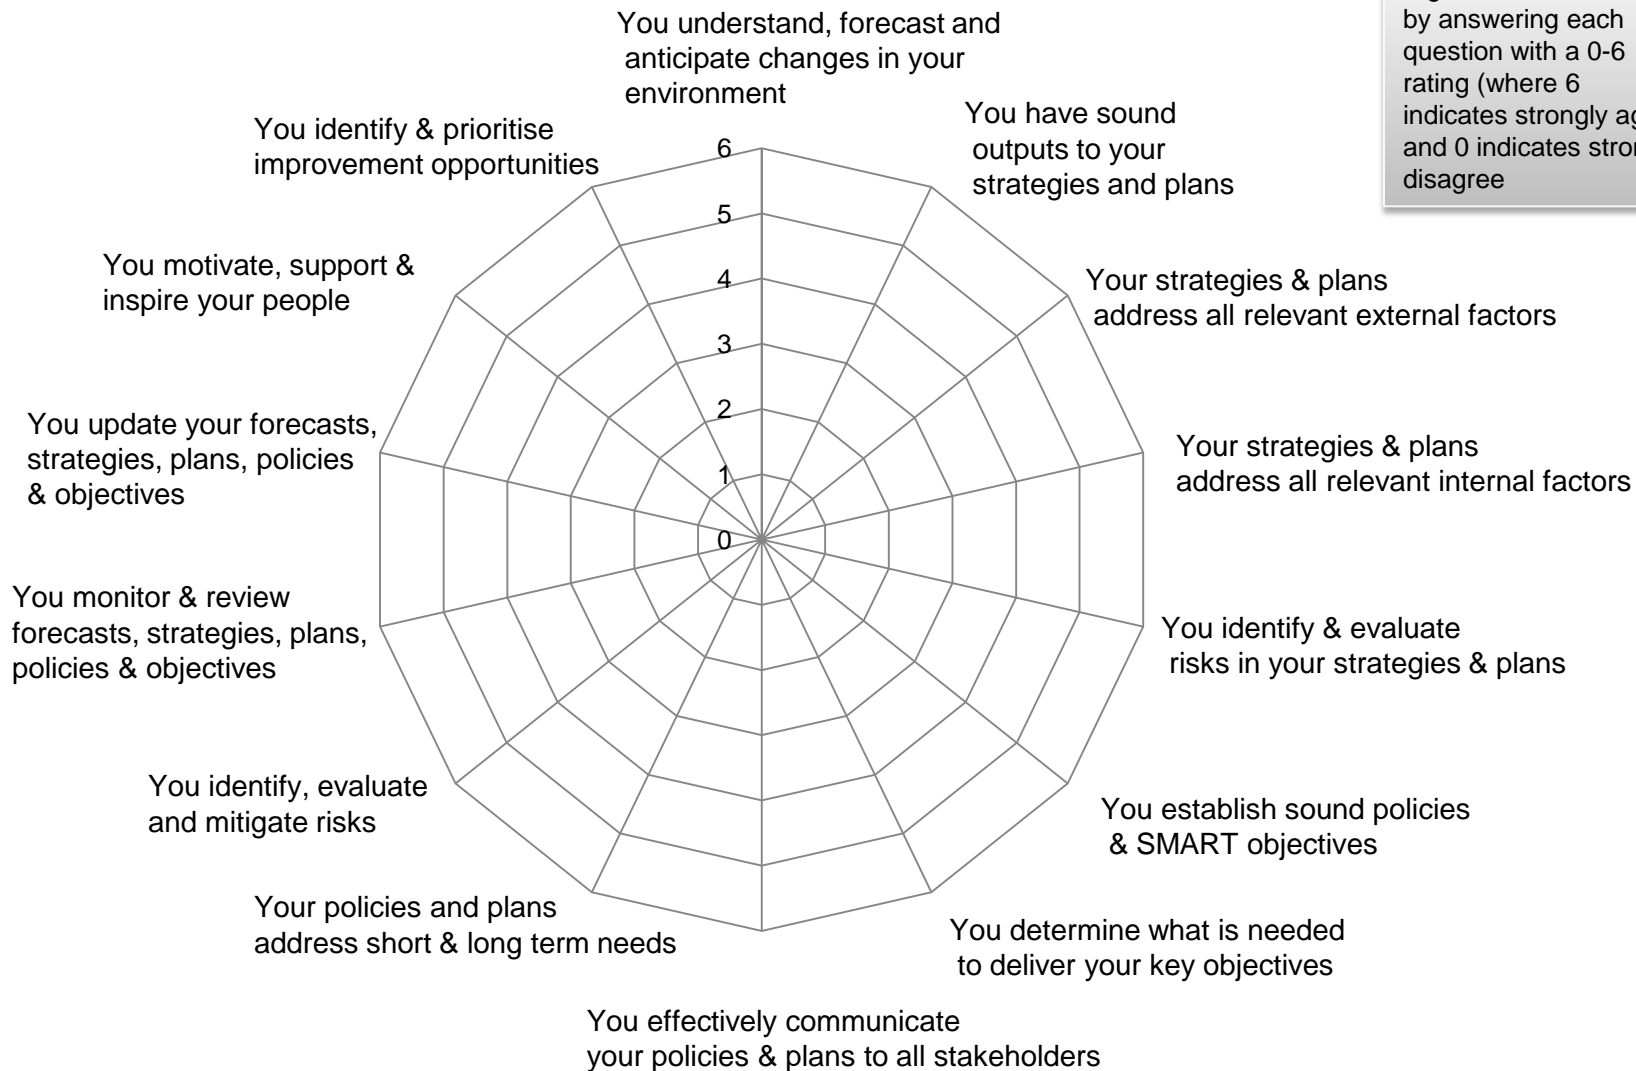 You understand, forecast and
anticipate changes in your
environment
You have sound
outputs to your
strategies and plans
Your strategies & plans
address all relevant external factors
Your strategies & plans
address all relevant internal factors
You identify & evaluate
risks in your strategies & plans
You establish sound policies
& SMART objectives
You determine what is needed
to deliver your key objectives
You effectively communicate
your policies & plans to all stakeholders
Your policies and plans
address short & long term needs
You identify, evaluate
and mitigate risks
You monitor & review
forecasts, strategies, plans,
policies & objectives
You update your forecasts,
strategies, plans, policies
& objectives
You motivate, support &
inspire your people
You identify & prioritise
improvement opportunities
6
5
4
3
2
1
0
by answering each
question with a 0-6
rating (where 6
indicates strongly
and 0 indicates
disagree